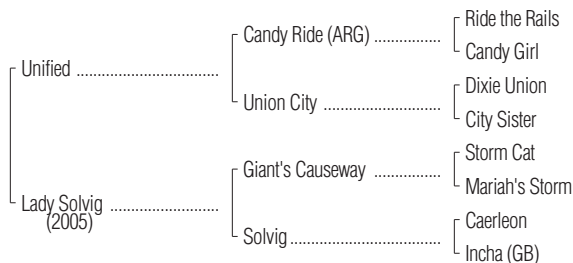 Ride the Rails
Candy Ride (ARG) ..................
Candy Girl
Unified ......................................
Dixie Union
Union City ................................
City Sister
Storm Cat
Giant's Causeway ....................
Mariah's Storm
Lady Solvig .............................
(2005)
Caerleon
Solvig .........................................
Incha (GB)